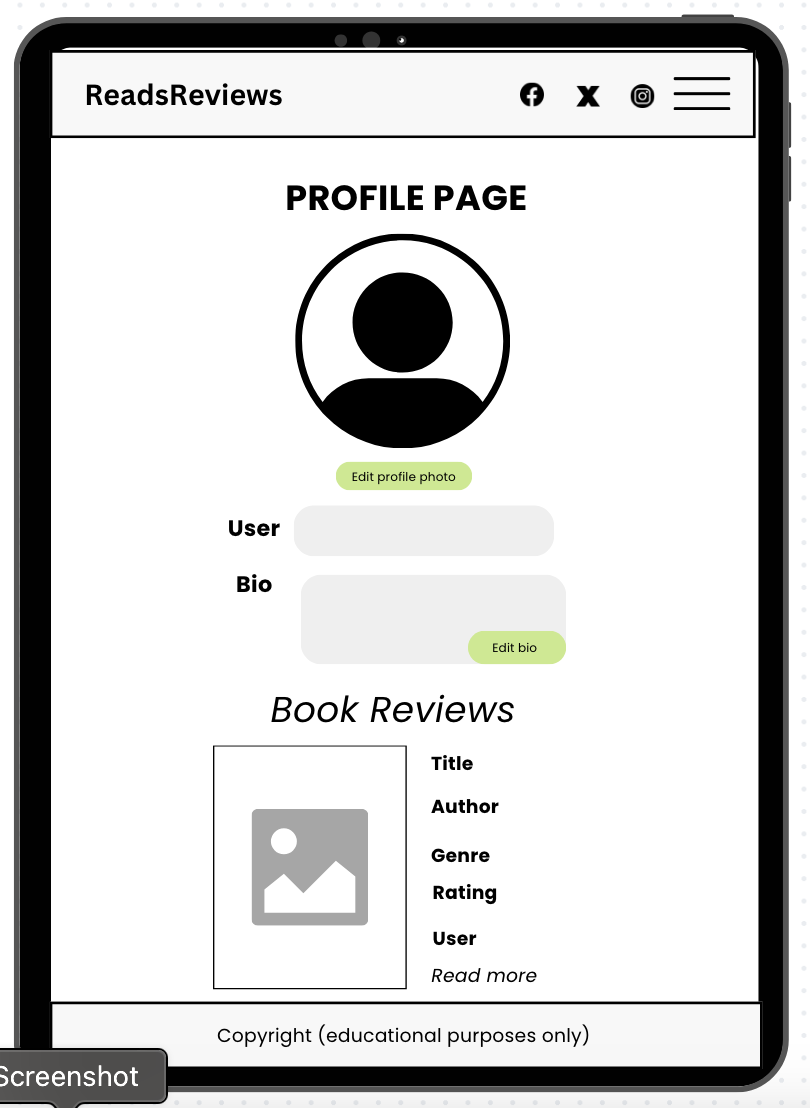 ReadsReviews
PROFILE PAGE
Edit profile photo
User
Bio
Edit bio
Book Reviews
Title
Author
Genre
Rating
User
Read more
Copyright (educational purposes only)
Screenshot